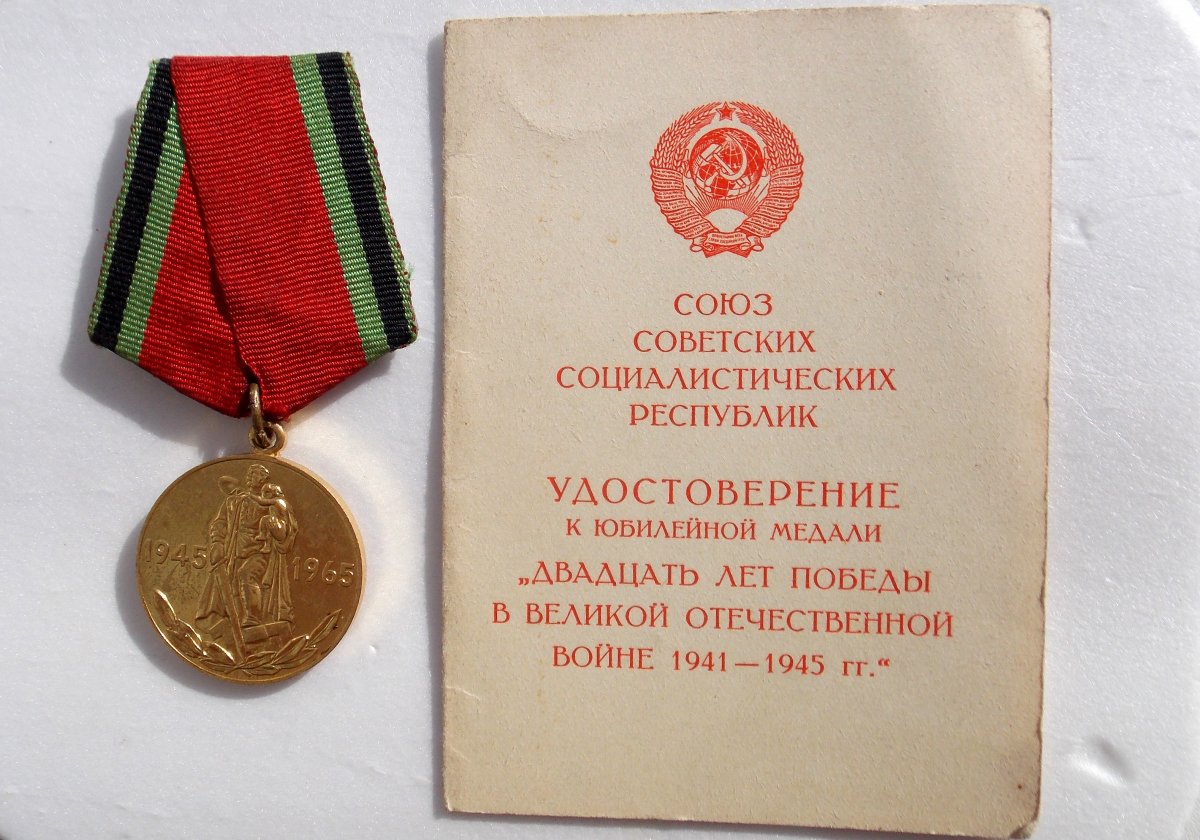 1945
1965
СОЮЗ
СОВЕТСКИХ
СОЦИАЛИСТИЧЕСКИХ
РЕСПУБЛИК
УДОСТОВЕРЕНИЕ
К ЮБИЛЕЙНОЙ МЕДАЛИ
„ДВАДЦАТЬ ЛЕТ ПОБЕДЫ
В ВЕЛИКОЙ ОТЕЧЕСТВЕННОЙ
ВОЙНЕ 1941—1945 гг.“